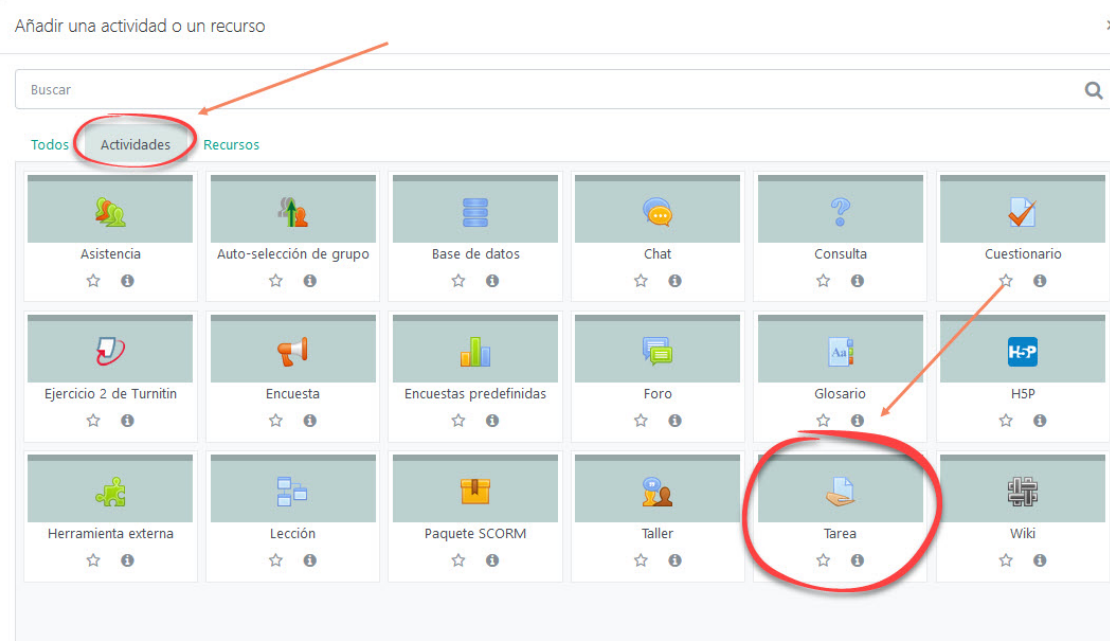 Añadir una actividad o un recurso
Buscar
Todos Actividades Recursos
Asistencia Auto-selección de grupo Base de datos Chat Consulta Cuestionario
Aa H5P
Ejercicio 2 de Turnitin Encuesta Encuestas predefinidas Foro Glosario H5P
Herramienta externa Lección Paquete SCORM Taller Tarea Wiki